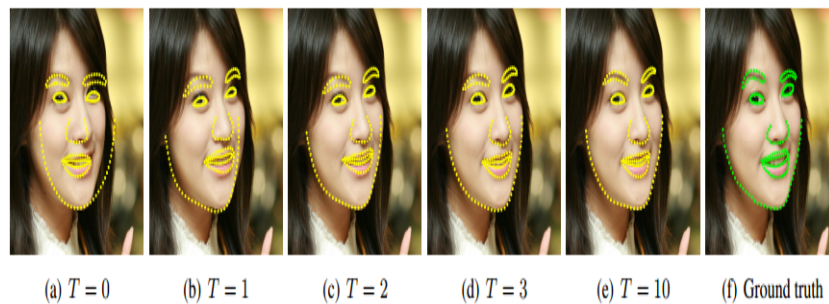 (a) T = 0 (b) T = 1 (c) T = 2 (d) T = 3 (e) T = 10 (f) Ground truth